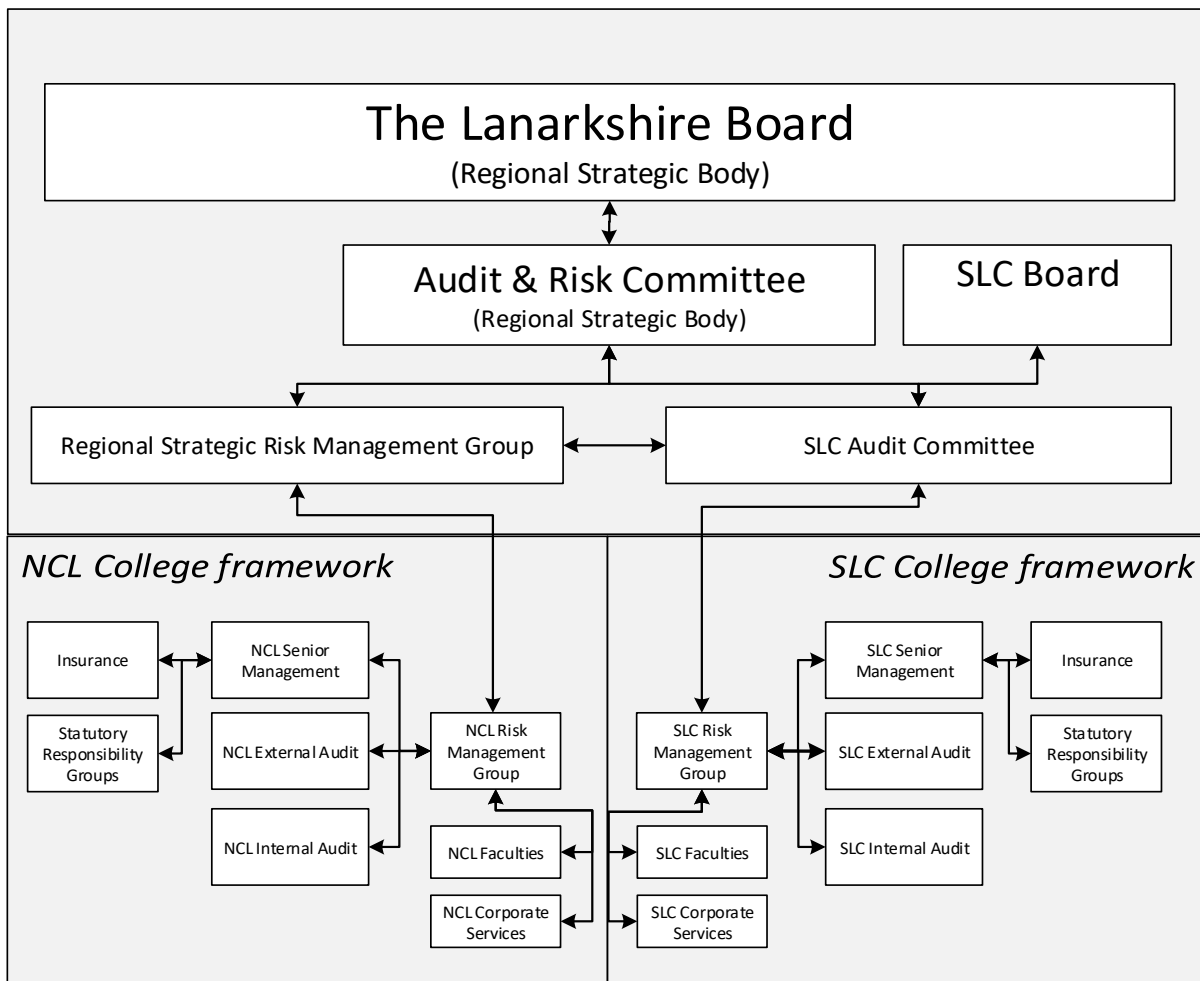 The Lanarkshire Board
(Regional Strategic Body)
Audit & Risk Committee
(Regional Strategic Body)
SLC Board
Regional Strategic Risk Management Group
SLC Audit Committee
NCL College framework
Insurance
NCL Senior
Management
Statutory
Responsibility
Groups
NCL External Audit
NCL Risk
Management
Group
NCL Internal Audit
NCL Faculties
NCL Corporate
Services
SLC College framework
SLC Senior
Management
Insurance
SLC Risk
Management
Group
SLC External Audit
Statutory
Responsibility
Groups
SLC Faculties
SLC Internal Audit
SLC Corporate
Services